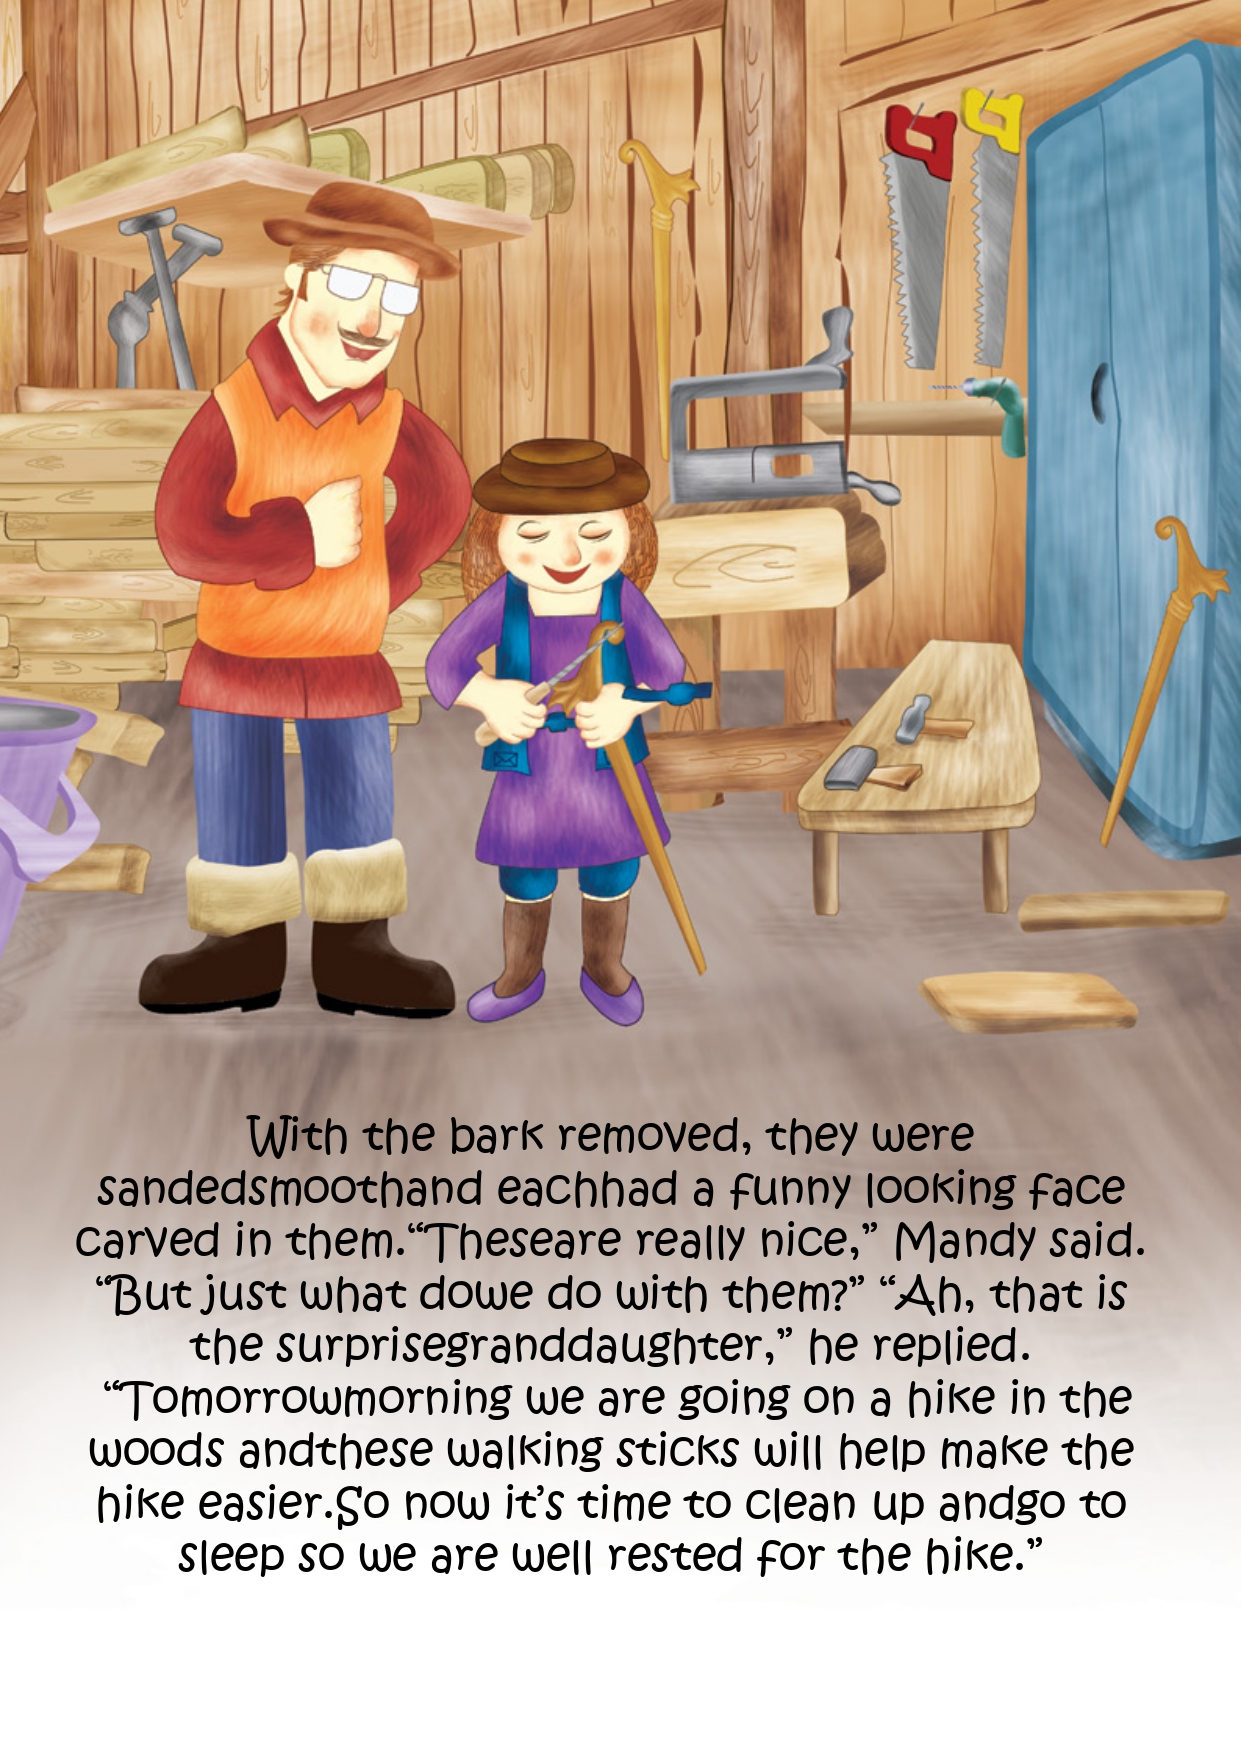 With the bark removed, they were
sandedsmoothand eachhad a funny looking face
carved in them.“Theseare really nice,” Mandy said.
“But just what dowe do with them?” “Ah, that is
the surprisegranddaughter,” he replied.
“Tomorrowmorning we are going on a hike in the
woods andthese walking sticks will help make the
hike easier.So now it’s time to clean up andgo to
sleep so we are well rested for the hike.”